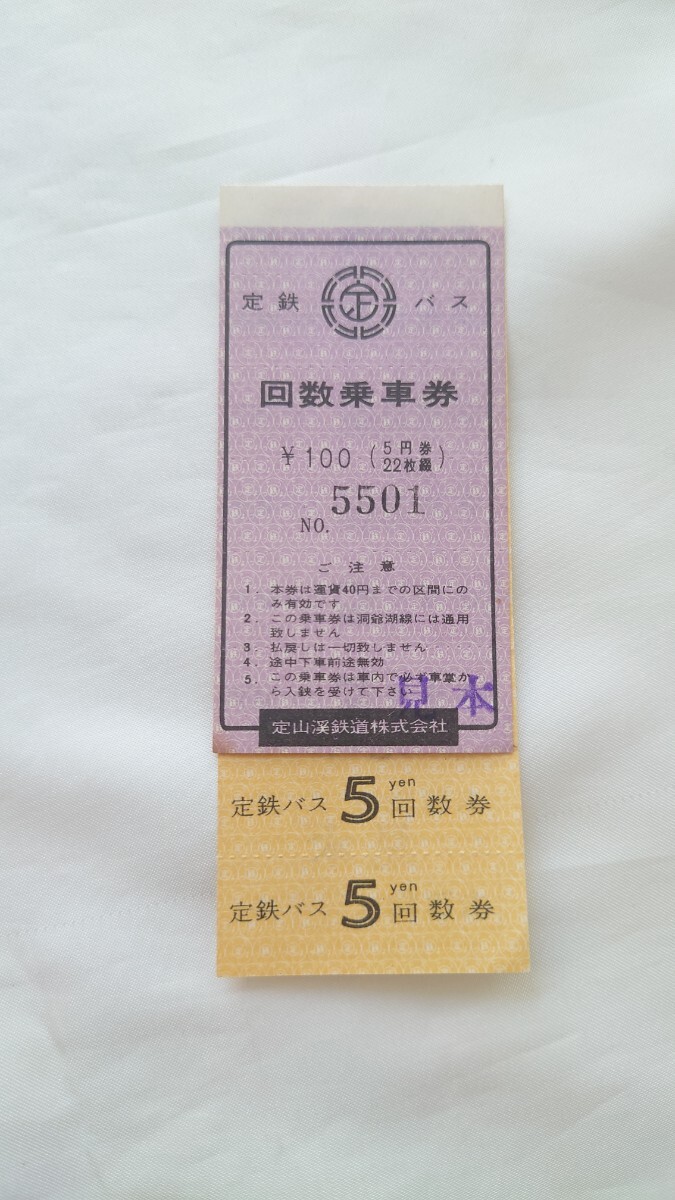 定鉄 定 バス
回数乗車券
¥100 (5円券 22枚綴)
NO. 5501
ご注意
1. 本券は運賃40円までの区間にの
み有効です
2. この乗車券は洞爺湖線には通用
致しません
3. 払戻しは一切致しません
4. 途中下車前途無効
5. この乗車券は車内で必ず車掌か
ら入鋏を受けて下さい
見本
定山渓鉄道株式会社
定鉄バス 5 yen 回数券
定鉄バス 5 yen 回数券